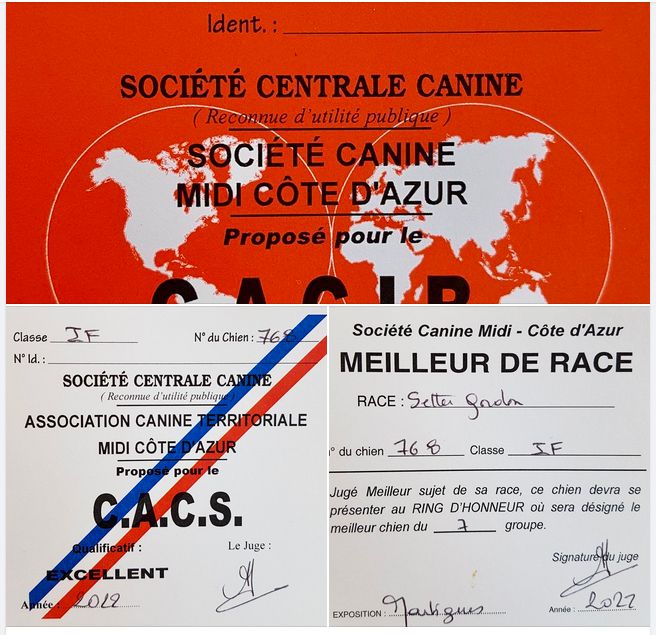 Ident. :
SOCIÉTÉ CENTRALE CANINE
( Reconnue d'utilité publique )
SOCIÉTÉ CANINE
MIDI CÔTE D'AZUR
Proposé pour le
Classe IF N° du Chien : 768
N° Id. :
SOCIÉTÉ CENTRALE CANINE
( Reconnue d'utilité publique )
ASSOCIATION CANINE TERRITORIALE
MIDI CÔTE D'AZUR
Proposé pour le
C.A.C.S.
Qualificatif : Le Juge :
EXCELLENT
Année : 2022
Société Canine Midi - Côte d'Azur
MEILLEUR DE RACE
RACE : Setter Gordon
° du chien 768 Classe IF
Jugé Meilleur sujet de sa race, ce chien devra se
présenter au RING D'HONNEUR où sera désigné le
meilleur chien du 7 groupe.
Signature du juge
EXPOSITION : Martigues Année : 2022